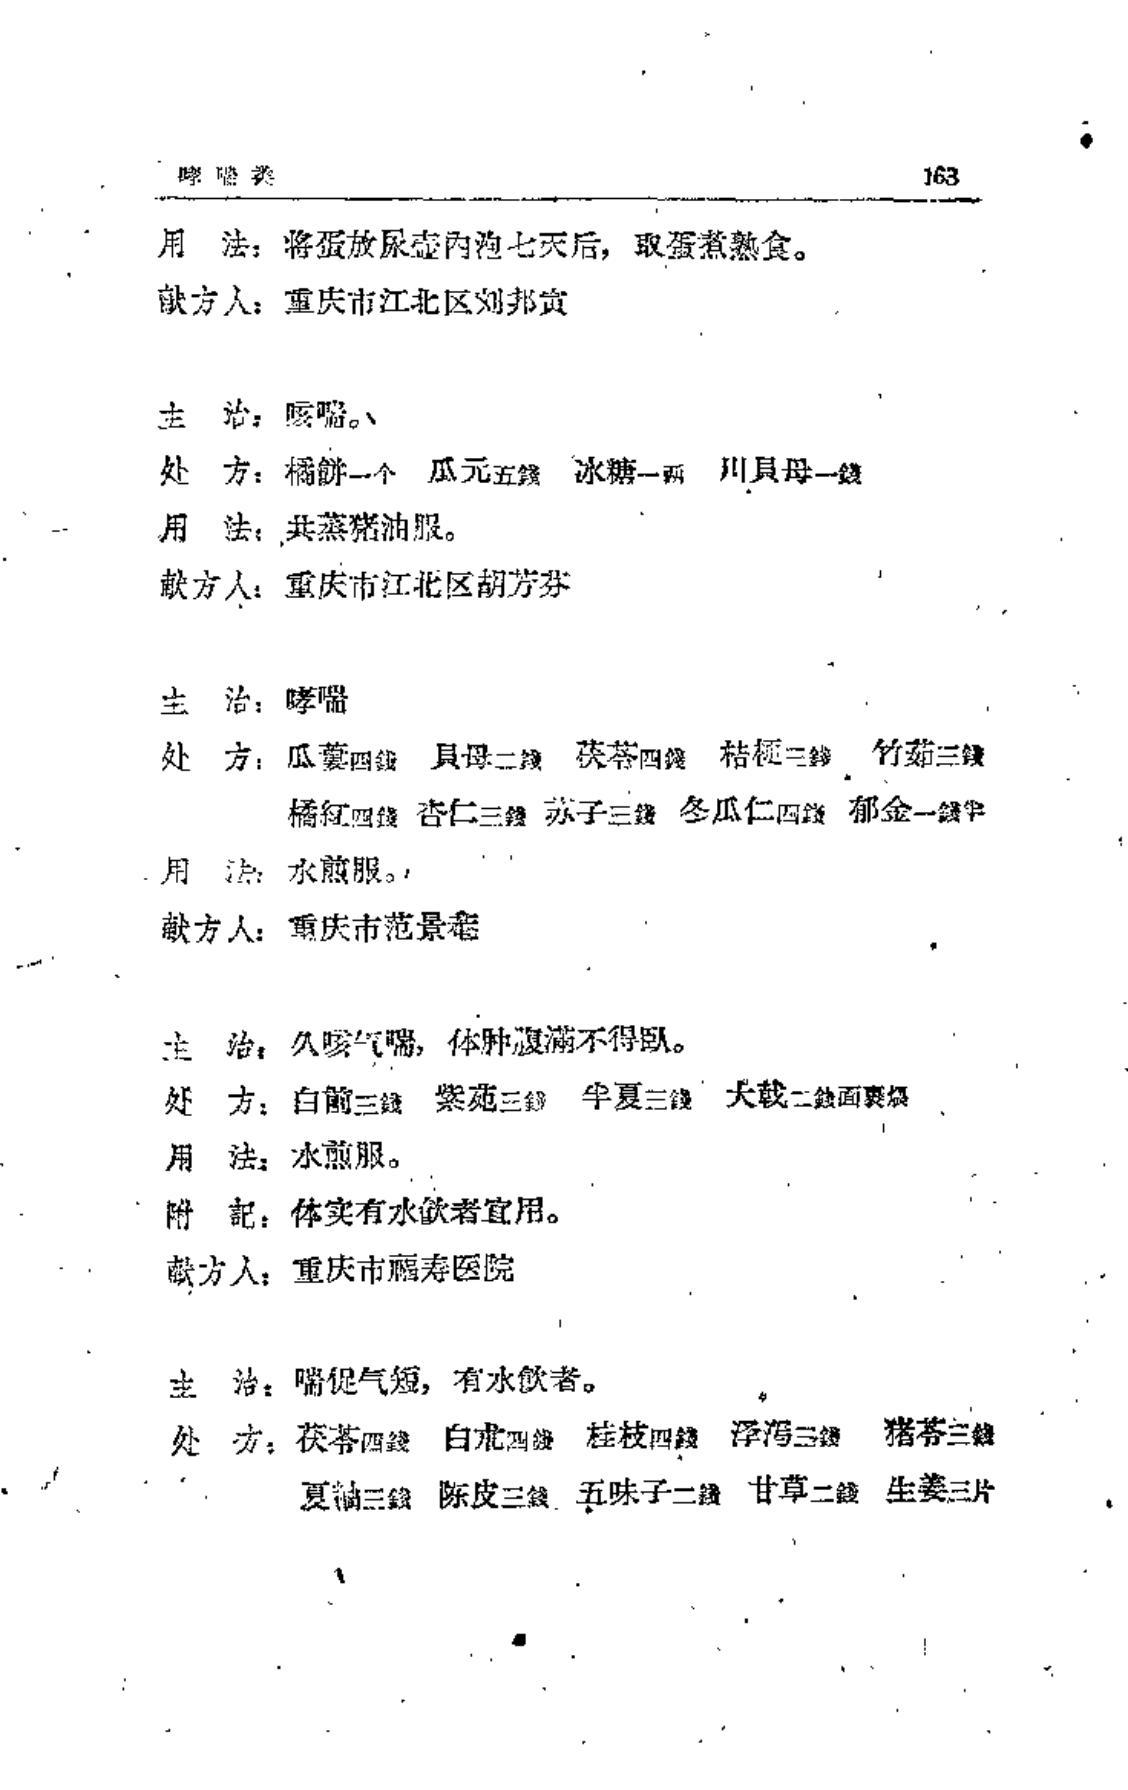 哮喘类 163
用 法：将蛋放尿壶内泡七天后，取蛋煮熟食。
献方人：重庆市江北区刘邦寅
主 治：咳喘。
处 方：橘餅一个 瓜元五錢 冰糖一两 川貝母一錢
用 法：共蒸猪油服。
献方人：重庆市江北区胡芳芬
主 治：哮喘
处 方：瓜蔞四錢 貝母二錢 茯苓四錢 桔梗三錢 竹茹三錢
橘紅四錢 杏仁三錢 苏子三錢 冬瓜仁四錢 郁金一錢半
用 法：水煎服。
献方人：重庆市范景菴
主 治：久咳气喘，体肿腹滿不得臥。
处 方：白前三錢 紫菀三錢 半夏三錢 大戟二錢面裹煨
用 法：水煎服。
附 記：体实有水飲者宜用。
献方人：重庆市福寿医院
主 治：喘促气短，有水飲者。
处 方：茯苓四錢 白朮四錢 桂枝四錢 泽泻三錢 猪苓三錢
夏油三錢 陈皮三錢 五味子二錢 甘草二錢 生姜三片